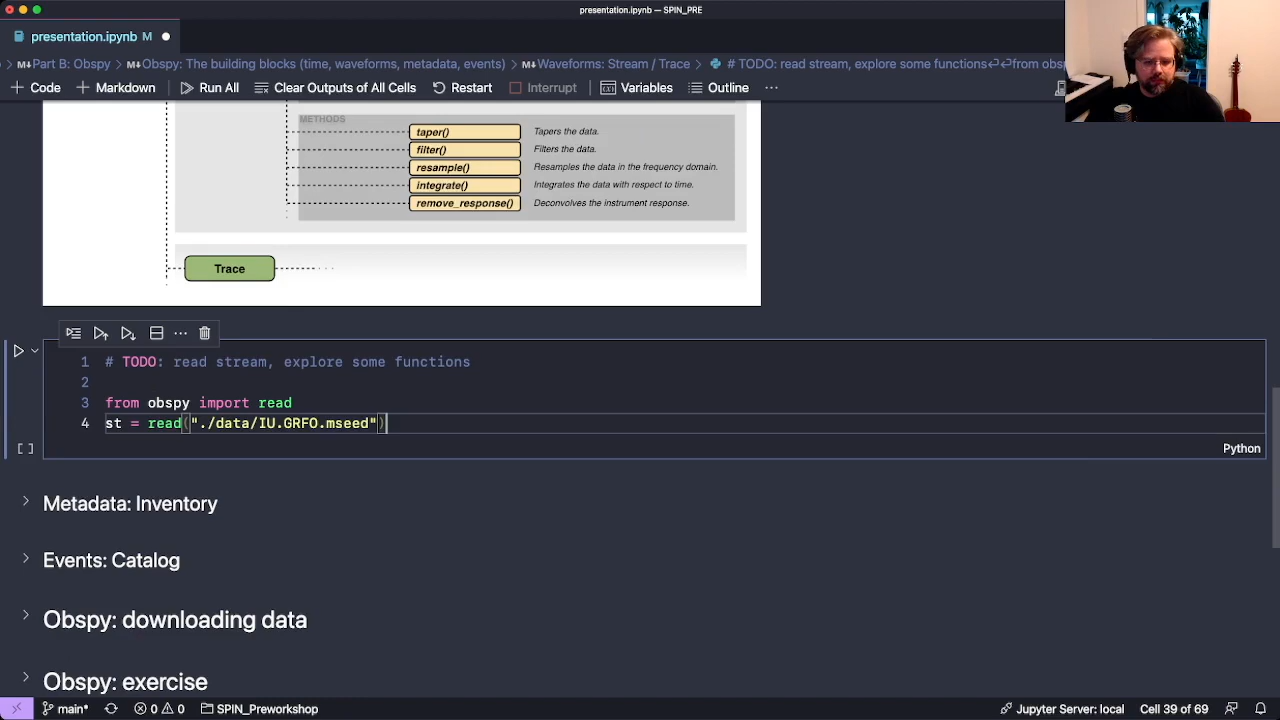 presentation.ipynb — SPIN_PRE
presentation.ipynb M
Part B: Obspy > Obspy: The building blocks (time, waveforms, metadata, events) > Waveforms: Stream / Trace > # TODO: read stream, explore some functions⏎⏎from obs
+ Code + Markdown Run All Clear Outputs of All Cells Restart Interrupt Variables Outline ...
METHODS
taper() Tapers the data.
filter() Filters the data.
resample() Resamples the data in the frequency domain.
integrate() Integrates the data with respect to time.
remove_response() Deconvolves the instrument response.
Trace
1 # TODO: read stream, explore some functions
2
3 from obspy import read
4 st = read("./data/IU.GRFO.mseed")
[ ] Python
Metadata: Inventory
Events: Catalog
Obspy: downloading data
Obspy: exercise
main* 0 0 SPIN_Preworkshop Jupyter Server: local Cell 39 of 69